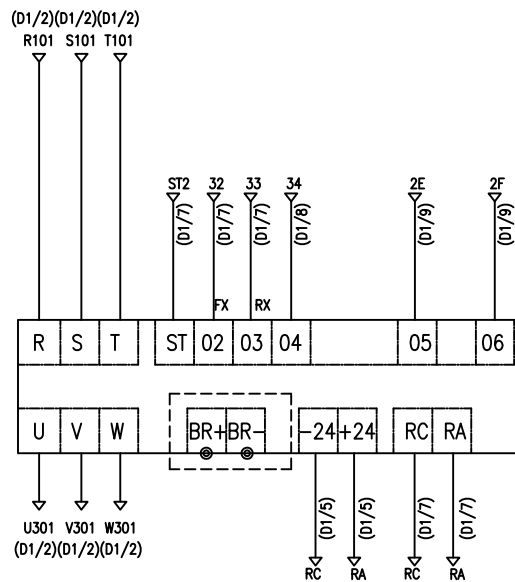 (D1/2)(D1/2)(D1/2)
R101 S101 T101
ST2 32 33 34 2E 2F
(D1/7) (D1/7) (D1/7) (D1/8) (D1/9) (D1/9)
FX RX
R S T ST 02 03 04 05 06
U V W BR+ BR- -24 +24 RC RA
U301 V301 W301
(D1/2)(D1/2)(D1/2)
(D1/5) (D1/5) (D1/7) (D1/7)
RC RA RC RA